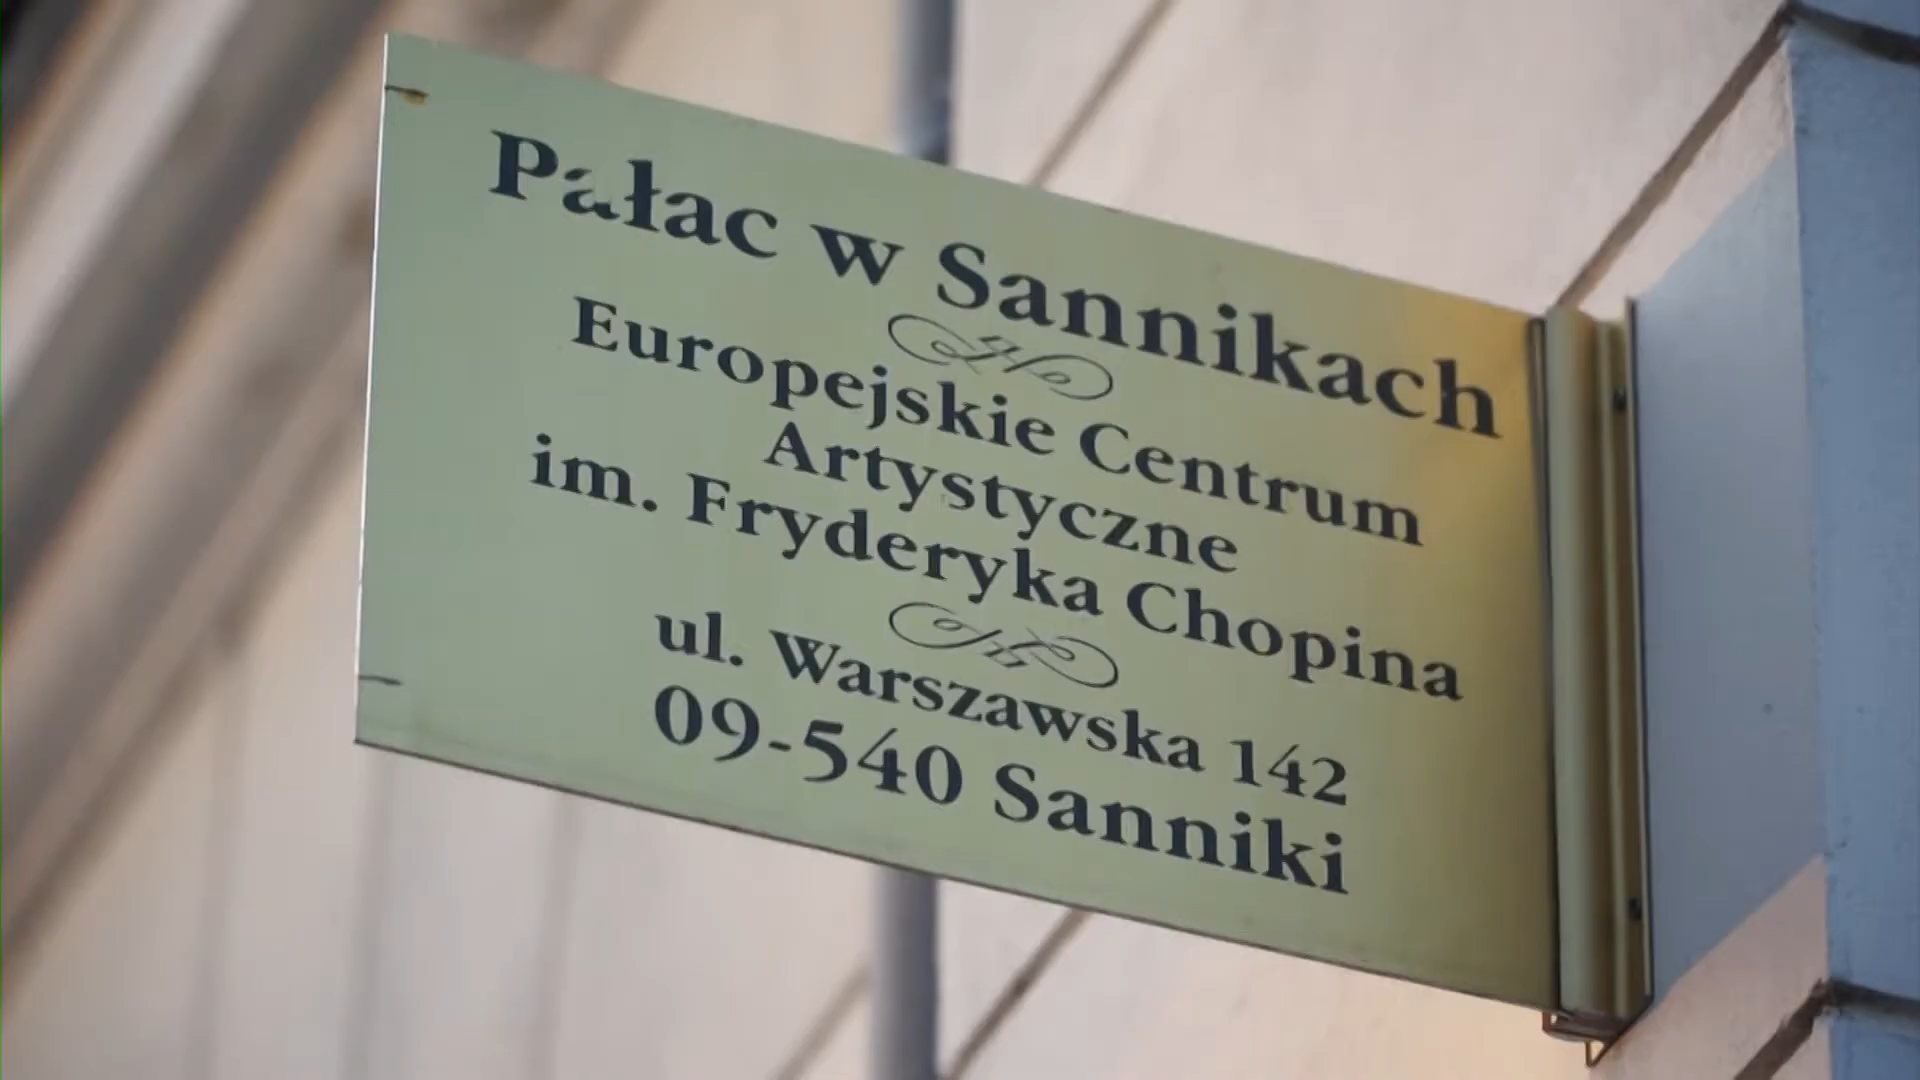 Pałac w Sannikach
Europejskie Centrum
Artystyczne
im. Fryderyka Chopina
ul. Warszawska 142
09-540 Sanniki